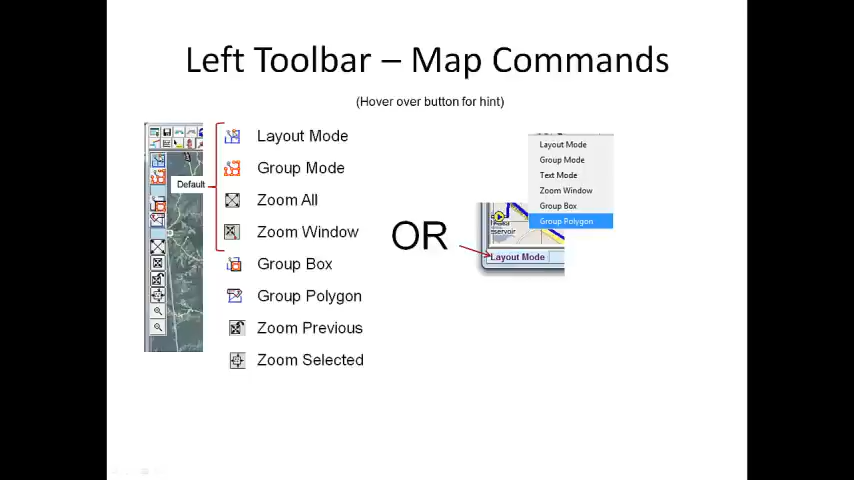 Left Toolbar – Map Commands
(Hover over button for hint)
Layout Mode
Group Mode
Default
Zoom All
Zoom Window
Group Box
Group Polygon
Zoom Previous
Zoom Selected
OR
Layout Mode
Group Mode
Text Mode
Zoom Window
Group Box
Group Polygon
Layout Mode